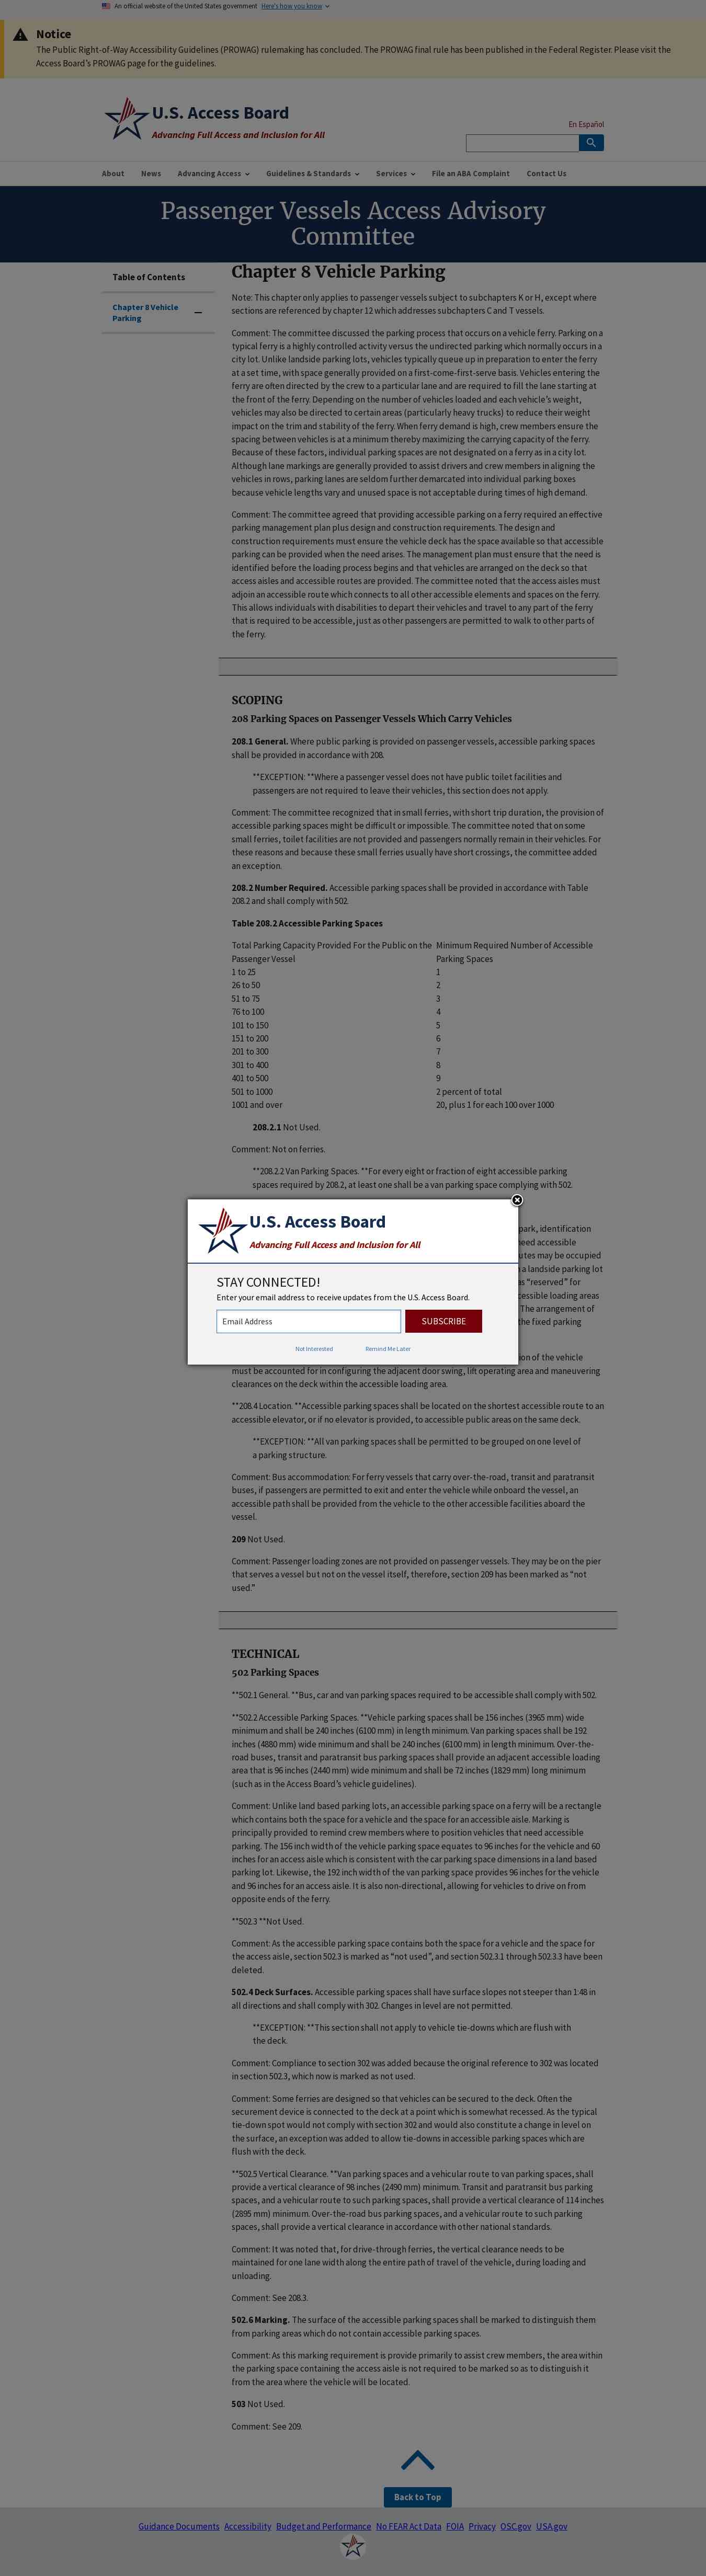 An official website of the United States government Here's how you know
Notice
The Public Right-of-Way Accessibility Guidelines (PROWAG) rulemaking has concluded. The PROWAG final rule has been published in the Federal Register. Please visit the
Access Board's PROWAG page for the guidelines.
U.S. Access Board
Advancing Full Access and Inclusion for All
En Español
About News Advancing Access Guidelines & Standards Services File an ABA Complaint Contact Us
Passenger Vessels Access Advisory
Committee
Table of Contents
Chapter 8 Vehicle
Parking
Chapter 8 Vehicle Parking
Note: This chapter only applies to passenger vessels subject to subchapters K or H, except where
sections are referenced by chapter 12 which addresses subchapters C and T vessels.
Comment: The committee discussed the parking process that occurs on a vehicle ferry. Parking on a
typical ferry is a highly controlled activity versus the undirected parking which normally occurs in a
city lot. Unlike landside parking lots, vehicles typically queue up in preparation to enter the ferry
at a set time, with space generally provided on a first-come-first-serve basis. Vehicles entering the
ferry are often directed by the crew to a particular lane and are required to fill the lane starting at
the front of the ferry. Depending on the number of vehicles loaded and each vehicle's weight,
vehicles may also be directed to certain areas (particularly heavy trucks) to reduce their weight
impact on the trim and stability of the ferry. When ferry demand is high, crew members ensure the
spacing between vehicles is at a minimum thereby maximizing the carrying capacity of the ferry.
Because of these factors, individual parking spaces are not designated on a ferry as in a city lot.
Although lane markings are generally provided to assist drivers and crew members in aligning the
vehicles in rows, parking lanes are seldom further demarcated into individual parking boxes
because vehicle lengths vary and unused space is not acceptable during times of high demand.
Comment: The committee agreed that providing accessible parking on a ferry required an effective
parking management plan plus design and construction requirements. The design and
construction requirements must ensure the vehicle deck has the space available so that accessible
parking can be provided when the need arises. The management plan must ensure that the need is
identified before the loading process begins and that vehicles are arranged on the deck so that
access aisles and accessible routes are provided. The committee noted that the access aisles must
adjoin an accessible route which connects to all other accessible elements and spaces on the ferry.
This allows individuals with disabilities to depart their vehicles and travel to any part of the ferry
that is required to be accessible, just as other passengers are permitted to walk to other parts of
the ferry.
SCOPING
208 Parking Spaces on Passenger Vessels Which Carry Vehicles
208.1 General. Where public parking is provided on passenger vessels, accessible parking spaces
shall be provided in accordance with 208.
**EXCEPTION: **Where a passenger vessel does not have public toilet facilities and
passengers are not required to leave their vehicles, this section does not apply.
Comment: The committee recognized that in small ferries, with short trip duration, the provision of
accessible parking spaces might be difficult or impossible. The committee noted that on some
small ferries, toilet facilities are not provided and passengers normally remain in their vehicles. For
these reasons and because these small ferries usually have short crossings, the committee added
an exception.
208.2 Number Required. Accessible parking spaces shall be provided in accordance with Table
208.2 and shall comply with 502.
Table 208.2 Accessible Parking Spaces
Total Parking Capacity Provided For the Public on the Minimum Required Number of Accessible
Passenger Vessel Parking Spaces
1 to 25 1
26 to 50 2
51 to 75 3
76 to 100 4
101 to 150 5
151 to 200 6
201 to 300 7
301 to 400 8
401 to 500 9
501 to 1000 2 percent of total
1001 and over 20, plus 1 for each 100 over 1000
208.2.1 Not Used.
Comment: Not on ferries.
**208.2.2 Van Parking Spaces. **For every eight or fraction of eight accessible parking
spaces required by 208.2, at least one shall be a van parking space complying with 502.
park, identification
need accessible
utes may be occupied
a landside parking lot
as "reserved" for
ccessible loading areas
The arrangement of
the fixed parking
U.S. Access Board
Advancing Full Access and Inclusion for All
STAY CONNECTED!
Enter your email address to receive updates from the U.S. Access Board.
Email Address SUBSCRIBE
Not Interested Remind Me Later
ion of the vehicle
must be accounted for in configuring the adjacent door swing, lift operating area and maneuvering
clearances on the deck within the accessible loading area.
**208.4 Location. **Accessible parking spaces shall be located on the shortest accessible route to an
accessible elevator, or if no elevator is provided, to accessible public areas on the same deck.
**EXCEPTION: **All van parking spaces shall be permitted to be grouped on one level of
a parking structure.
Comment: Bus accommodation: For ferry vessels that carry over-the-road, transit and paratransit
buses, if passengers are permitted to exit and enter the vehicle while onboard the vessel, an
accessible path shall be provided from the vehicle to the other accessible facilities aboard the
vessel.
209 Not Used.
Comment: Passenger loading zones are not provided on passenger vessels. They may be on the pier
that serves a vessel but not on the vessel itself, therefore, section 209 has been marked as "not
used."
TECHNICAL
502 Parking Spaces
**502.1 General. **Bus, car and van parking spaces required to be accessible shall comply with 502.
**502.2 Accessible Parking Spaces. **Vehicle parking spaces shall be 156 inches (3965 mm) wide
minimum and shall be 240 inches (6100 mm) in length minimum. Van parking spaces shall be 192
inches (4880 mm) wide minimum and shall be 240 inches (6100 mm) in length minimum. Over-the-
road buses, transit and paratransit bus parking spaces shall provide an adjacent accessible loading
area that is 96 inches (2440 mm) wide minimum and shall be 72 inches (1829 mm) long minimum
(such as in the Access Board's vehicle guidelines).
Comment: Unlike land based parking lots, an accessible parking space on a ferry will be a rectangle
which contains both the space for a vehicle and the space for an accessible aisle. Marking is
principally provided to remind crew members where to position vehicles that need accessible
parking. The 156 inch width of the vehicle parking space equates to 96 inches for the vehicle and 60
inches for an access aisle which is consistent with the car parking space dimensions in a land based
parking lot. Likewise, the 192 inch width of the van parking space provides 96 inches for the vehicle
and 96 inches for an access aisle. It is also non-directional, allowing for vehicles to drive on from
opposite ends of the ferry.
**502.3 **Not Used.
Comment: As the accessible parking space contains both the space for a vehicle and the space for
the access aisle, section 502.3 is marked as "not used", and section 502.3.1 through 502.3.3 have been
deleted.
502.4 Deck Surfaces. Accessible parking spaces shall have surface slopes not steeper than 1:48 in
all directions and shall comply with 302. Changes in level are not permitted.
**EXCEPTION: **This section shall not apply to vehicle tie-downs which are flush with
the deck.
Comment: Compliance to section 302 was added because the original reference to 302 was located
in section 502.3, which now is marked as not used.
Comment: Some ferries are designed so that vehicles can be secured to the deck. Often the
securement device is connected to the deck at a point which is somewhat recessed. As the typical
tie-down spot would not comply with section 302 and would also constitute a change in level on
the surface, an exception was added to allow tie-downs in accessible parking spaces which are
flush with the deck.
**502.5 Vertical Clearance. **Van parking spaces and a vehicular route to van parking spaces, shall
provide a vertical clearance of 98 inches (2490 mm) minimum. Transit and paratransit bus parking
spaces, and a vehicular route to such parking spaces, shall provide a vertical clearance of 114 inches
(2895 mm) minimum. Over-the-road bus parking spaces, and a vehicular route to such parking
spaces, shall provide a vertical clearance in accordance with other national standards.
Comment: It was noted that, for drive-through ferries, the vertical clearance needs to be
maintained for one lane width along the entire path of travel of the vehicle, during loading and
unloading.
Comment: See 208.3.
502.6 Marking. The surface of the accessible parking spaces shall be marked to distinguish them
from parking areas which do not contain accessible parking spaces.
Comment: As this marking requirement is provide primarily to assist crew members, the area within
the parking space containing the access aisle is not required to be marked so as to distinguish it
from the area where the vehicle will be located.
503 Not Used.
Comment: See 209.
Back to Top
Guidance Documents Accessibility Budget and Performance No FEAR Act Data FOIA Privacy OSC.gov USA.gov